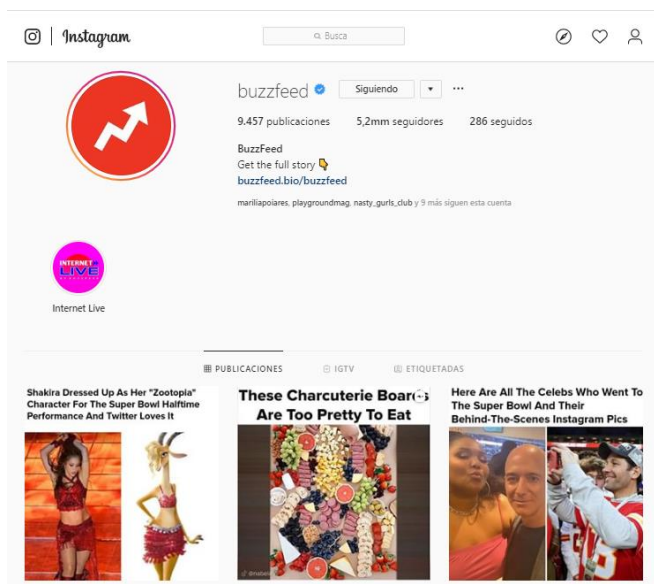 Instagram
Busca
buzzfeed Siguiendo
9.457 publicaciones 5,2mm seguidores 286 seguidos
BuzzFeed
Get the full story
buzzfeed.bio/buzzfeed
mariliapoiares, playgroundmag, nasty_gurls_club y 9 más siguen esta cuenta
INTERNET
LIVE
Internet Live
PUBLICACIONES IGTV ETIQUETADAS
Shakira Dressed Up As Her "Zootopia"
Character For The Super Bowl Halftime
Performance And Twitter Loves It
These Charcuterie Boards
Are Too Pretty To Eat
Here Are All The Celebs Who Went To
The Super Bowl And Their
Behind-The-Scenes Instagram Pics